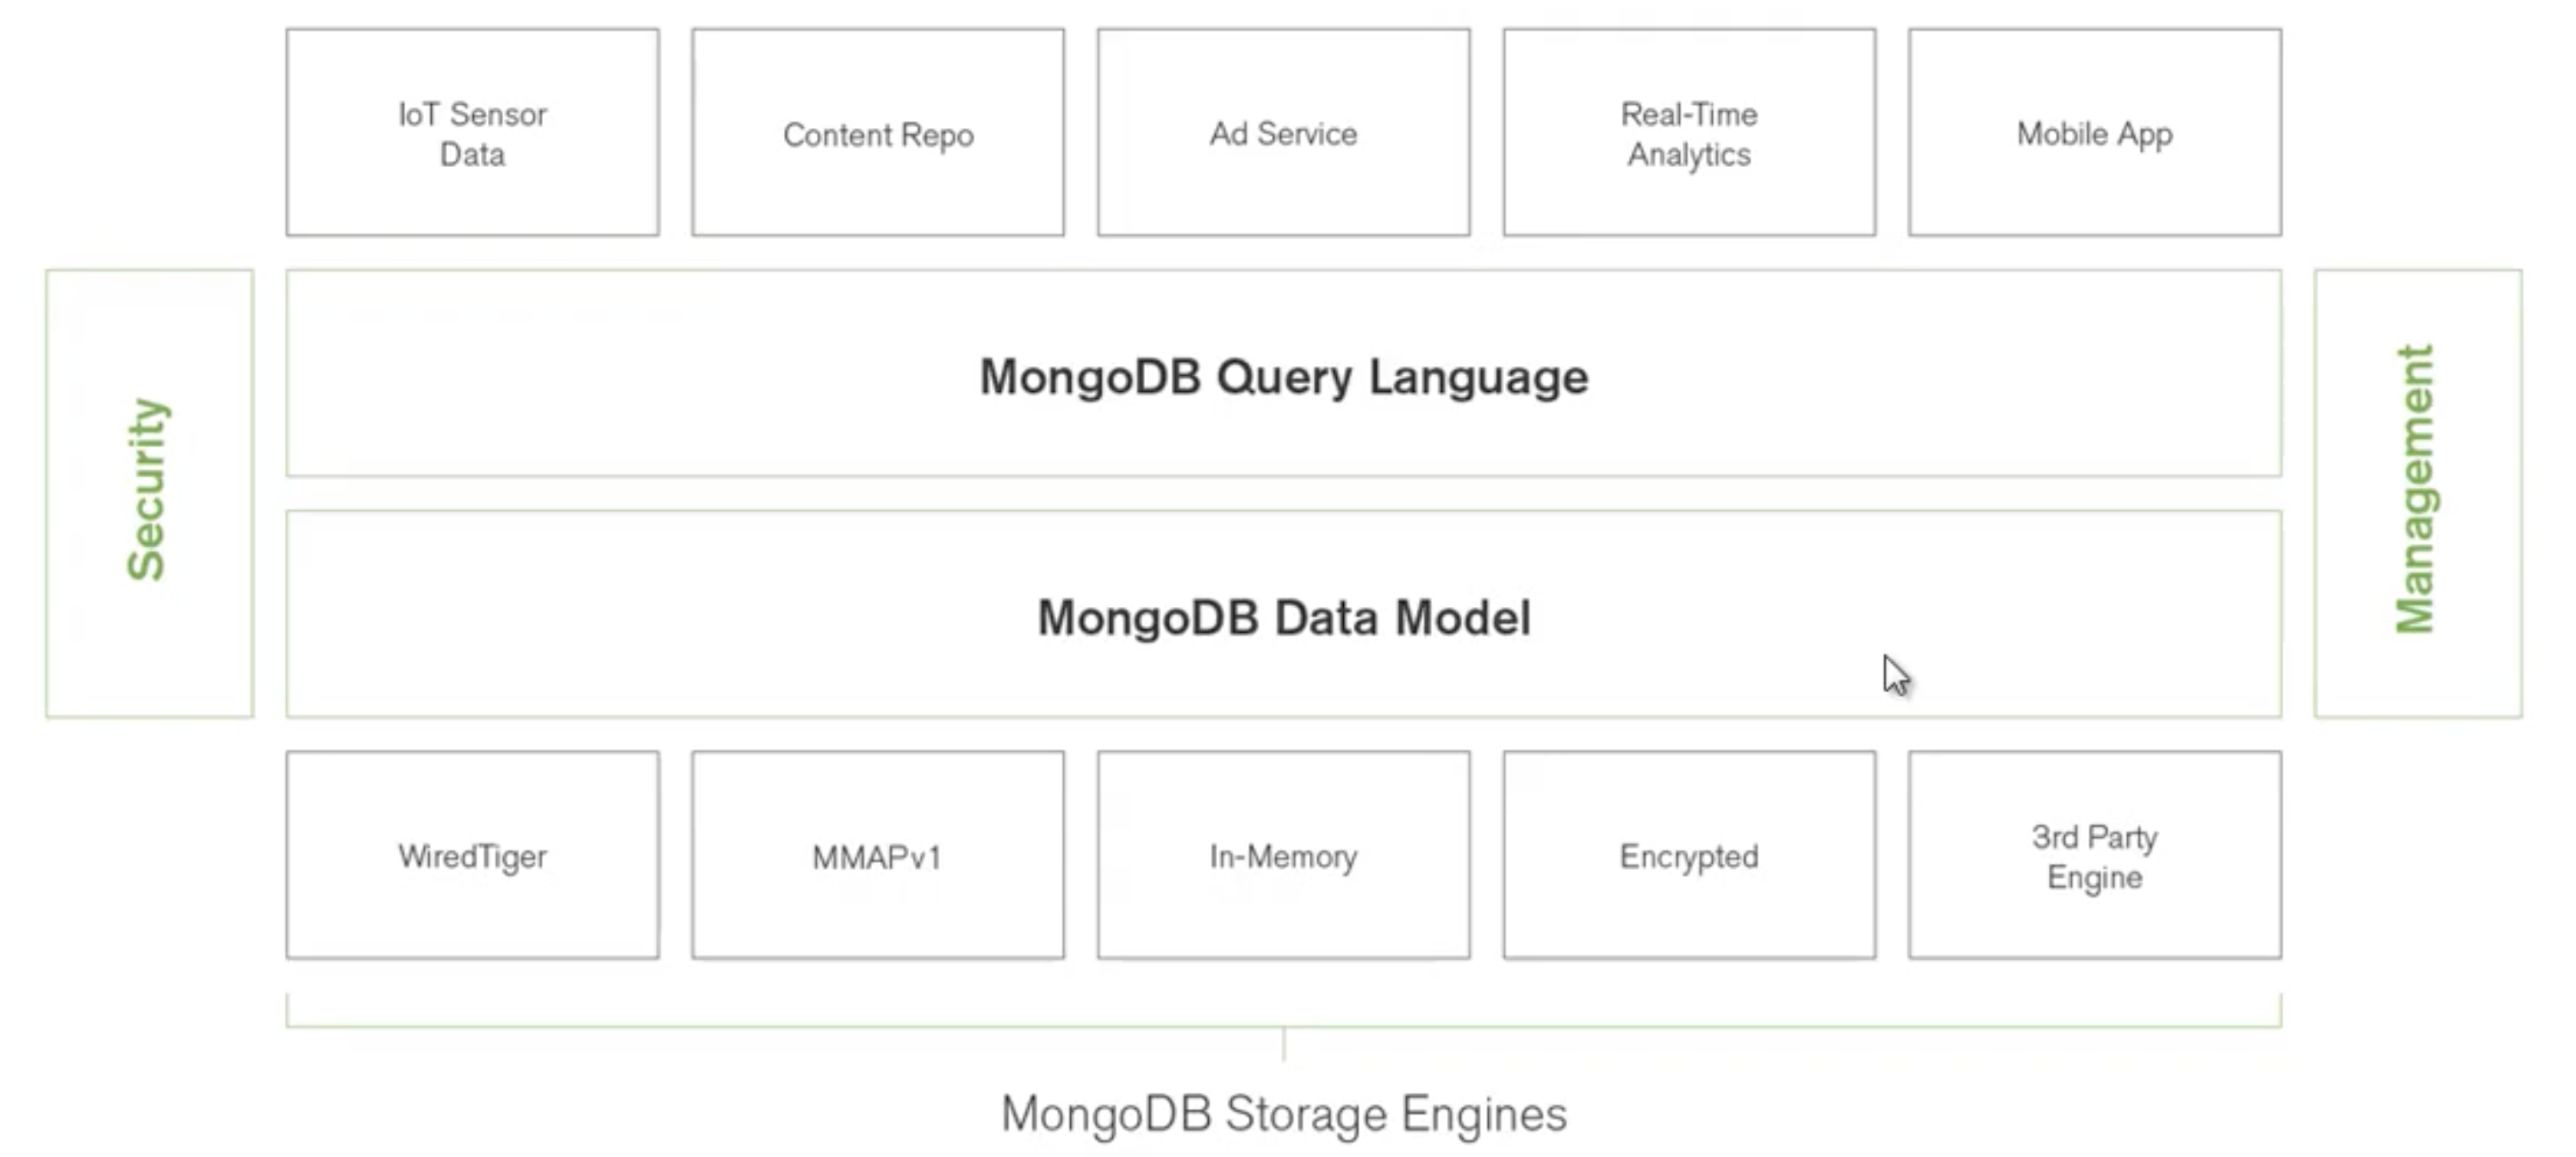 IoT Sensor
Data
Content Repo
Ad Service
Real-Time
Analytics
Mobile App
Security
MongoDB Query Language
MongoDB Data Model
Management
WiredTiger
MMAPv1
In-Memory
Encrypted
3rd Party
Engine
MongoDB Storage Engines